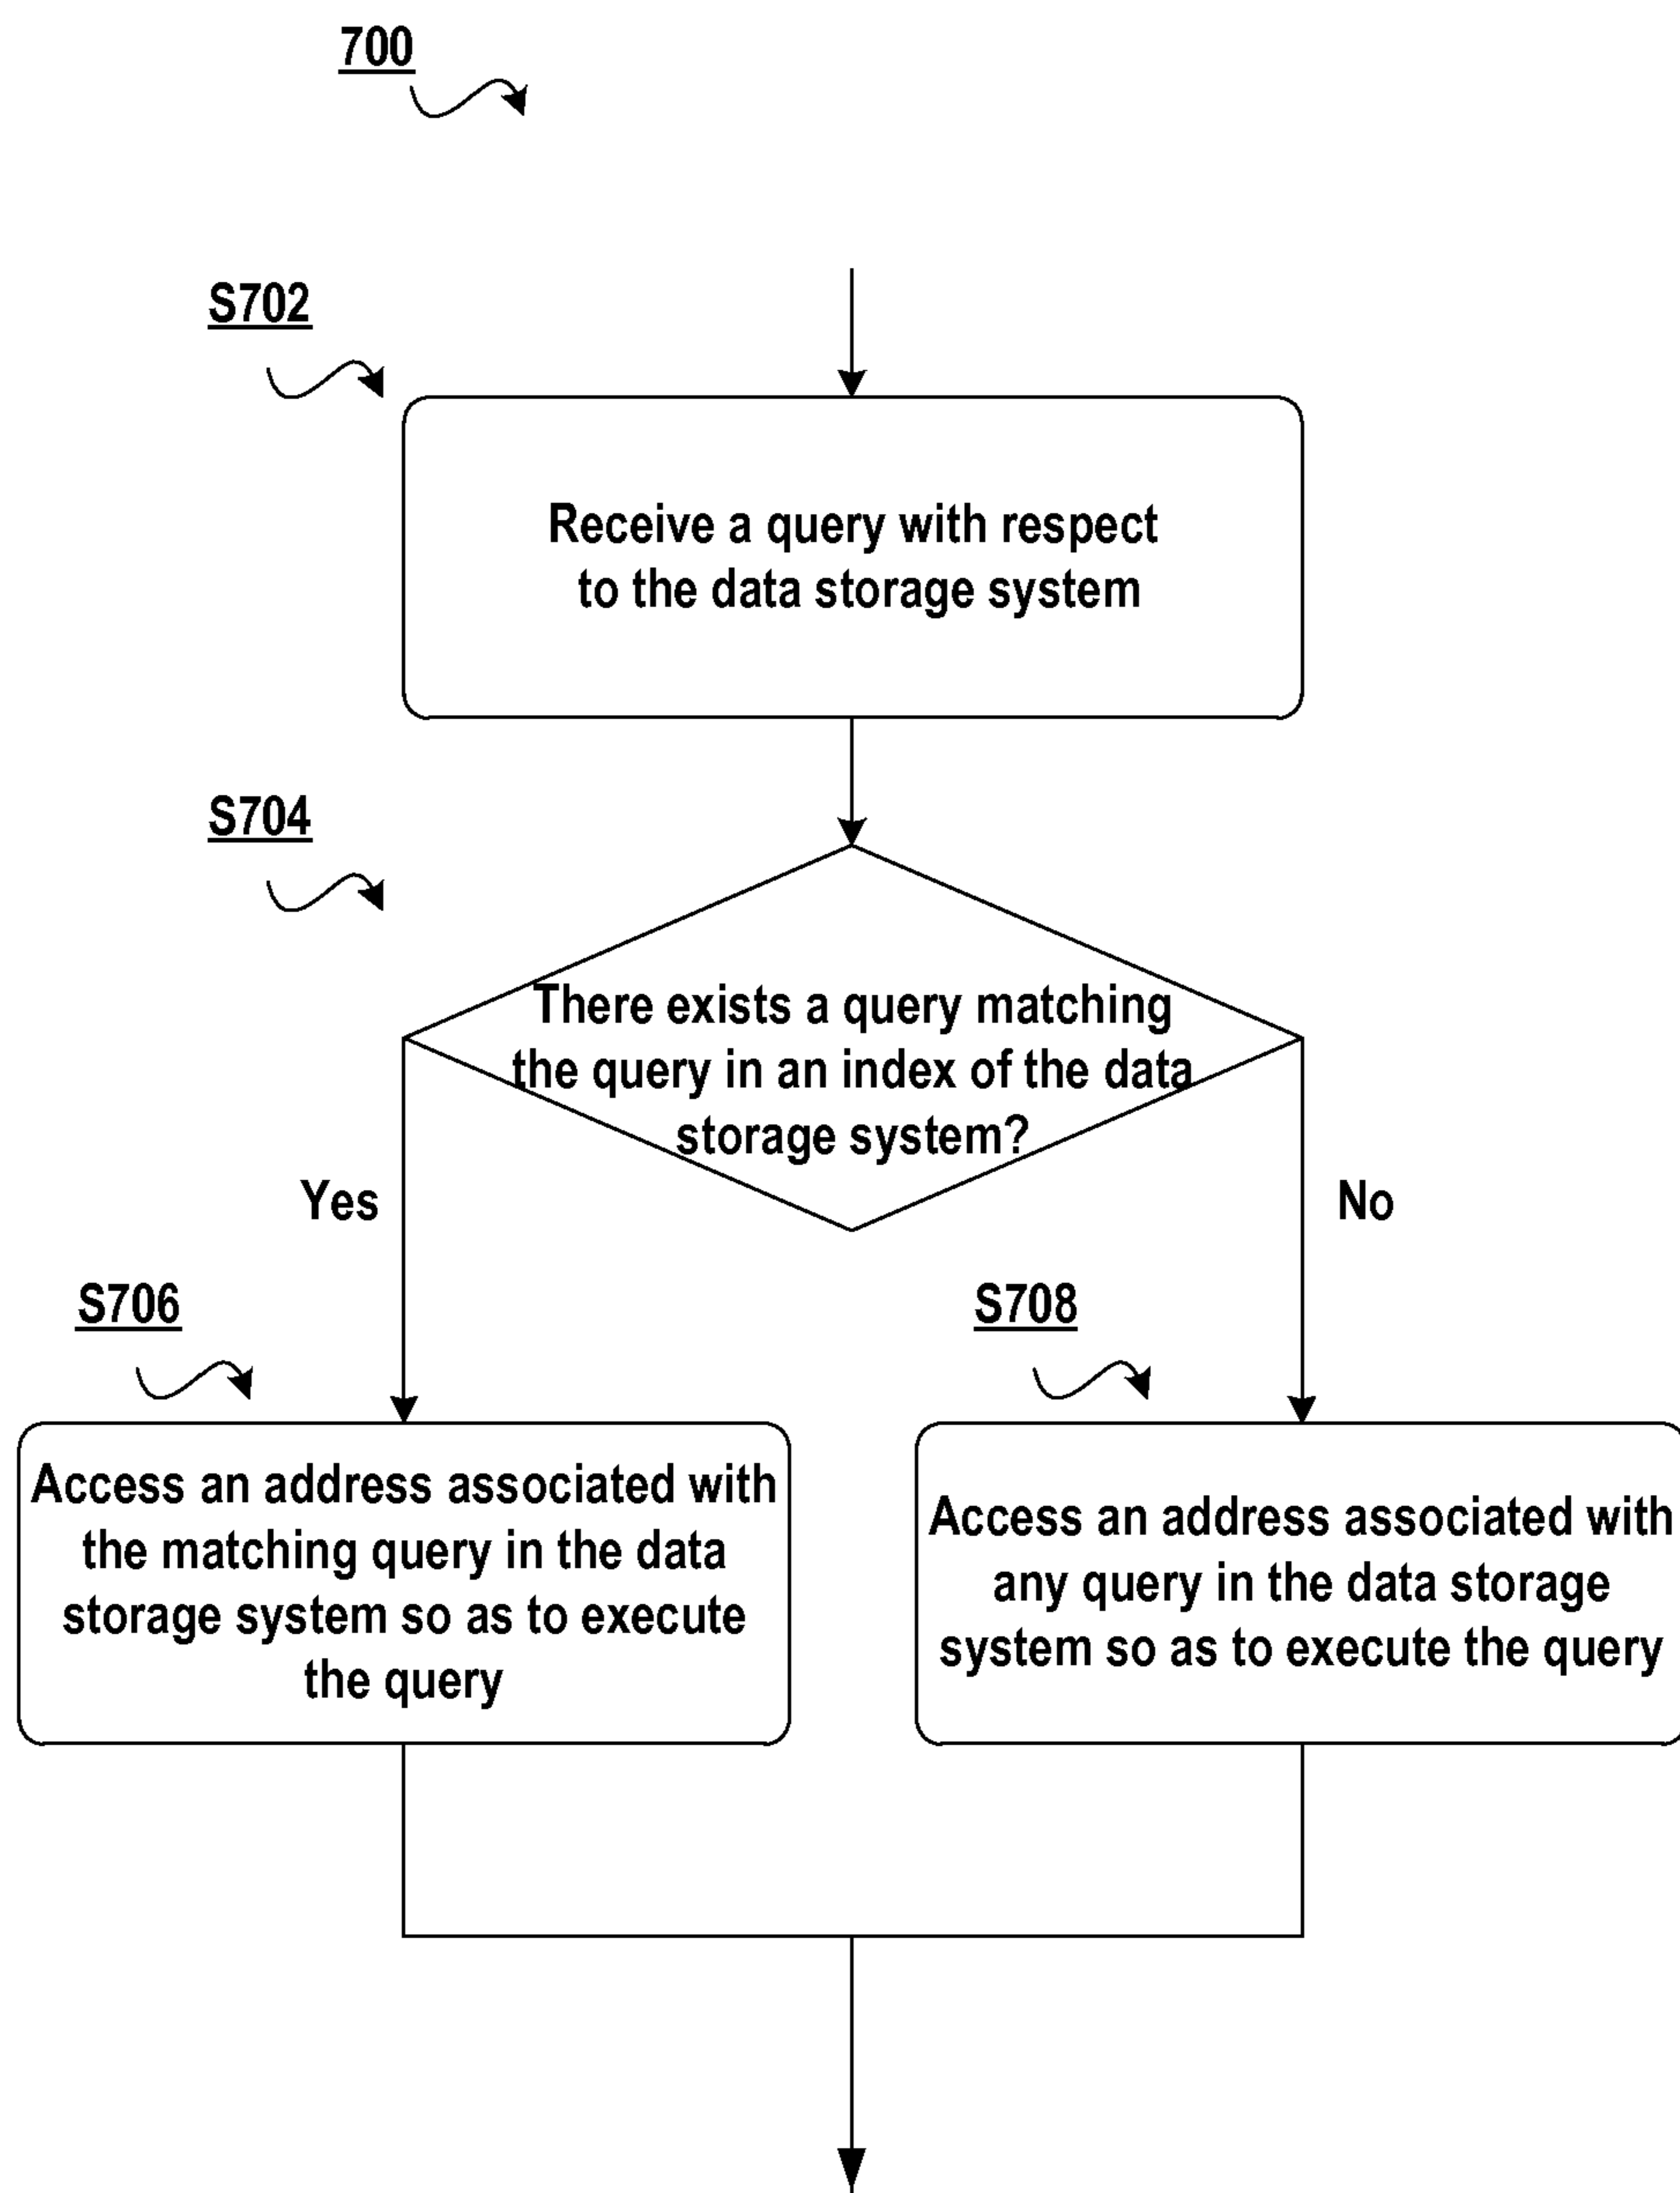 700
S702
Receive a query with respect
to the data storage system
S704
There exists a query matching
the query in an index of the data
storage system?
Yes
No
S706
Access an address associated with
the matching query in the data
storage system so as to execute
the query
S708
Access an address associated with
any query in the data storage
system so as to execute the query